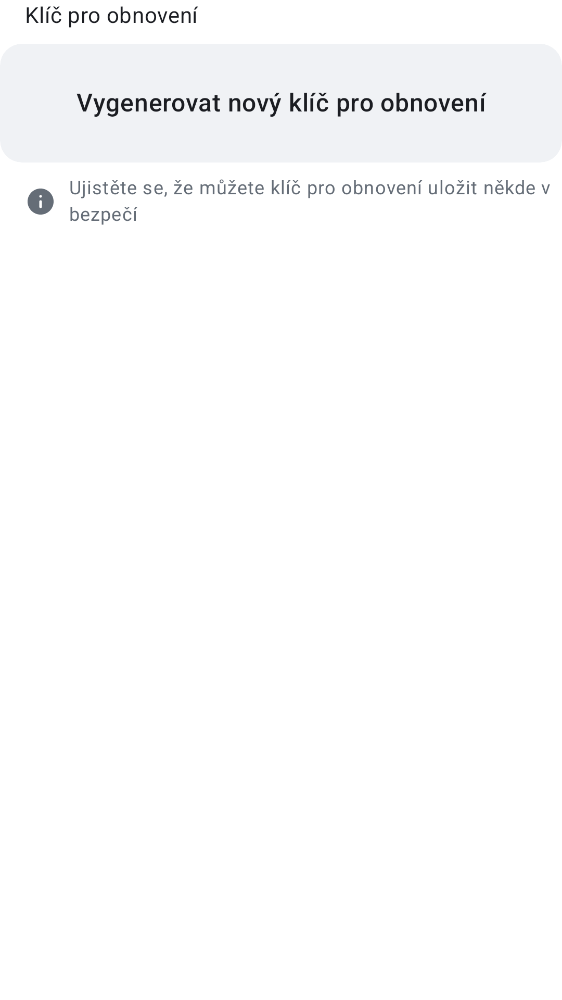 Klíč pro obnovení
Vygenerovat nový klíč pro obnovení
Ujistěte se, že můžete klíč pro obnovení uložit někde v
bezpečí